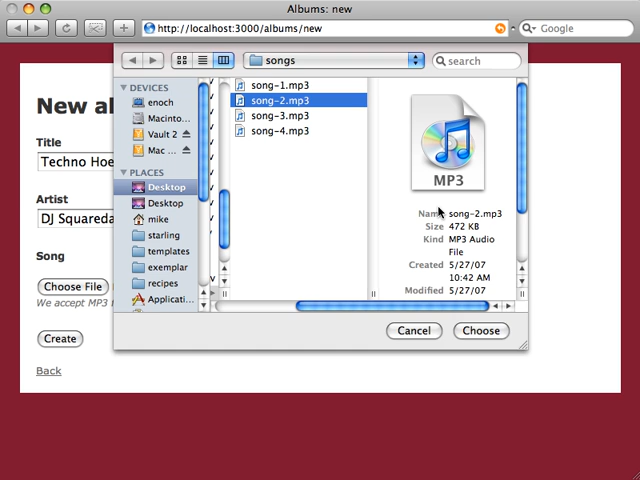 Albums: new
http://localhost:3000/albums/new
Google
songs
search
DEVICES
enoch
Macinto...
Vault 2
Mac ...
PLACES
Desktop
Desktop
mike
starling
templates
exemplar
recipes
Applicati...
song-1.mp3
song-2.mp3
song-3.mp3
song-4.mp3
MP3
Name song-2.mp3
Size 472 KB
Kind MP3 Audio
File
Created 5/27/07
10:42 AM
Modified 5/27/07
Cancel
Choose
New al
Title
Techno Hoe
Artist
DJ Squareda
Song
Choose File
We accept MP3 f
Create
Back